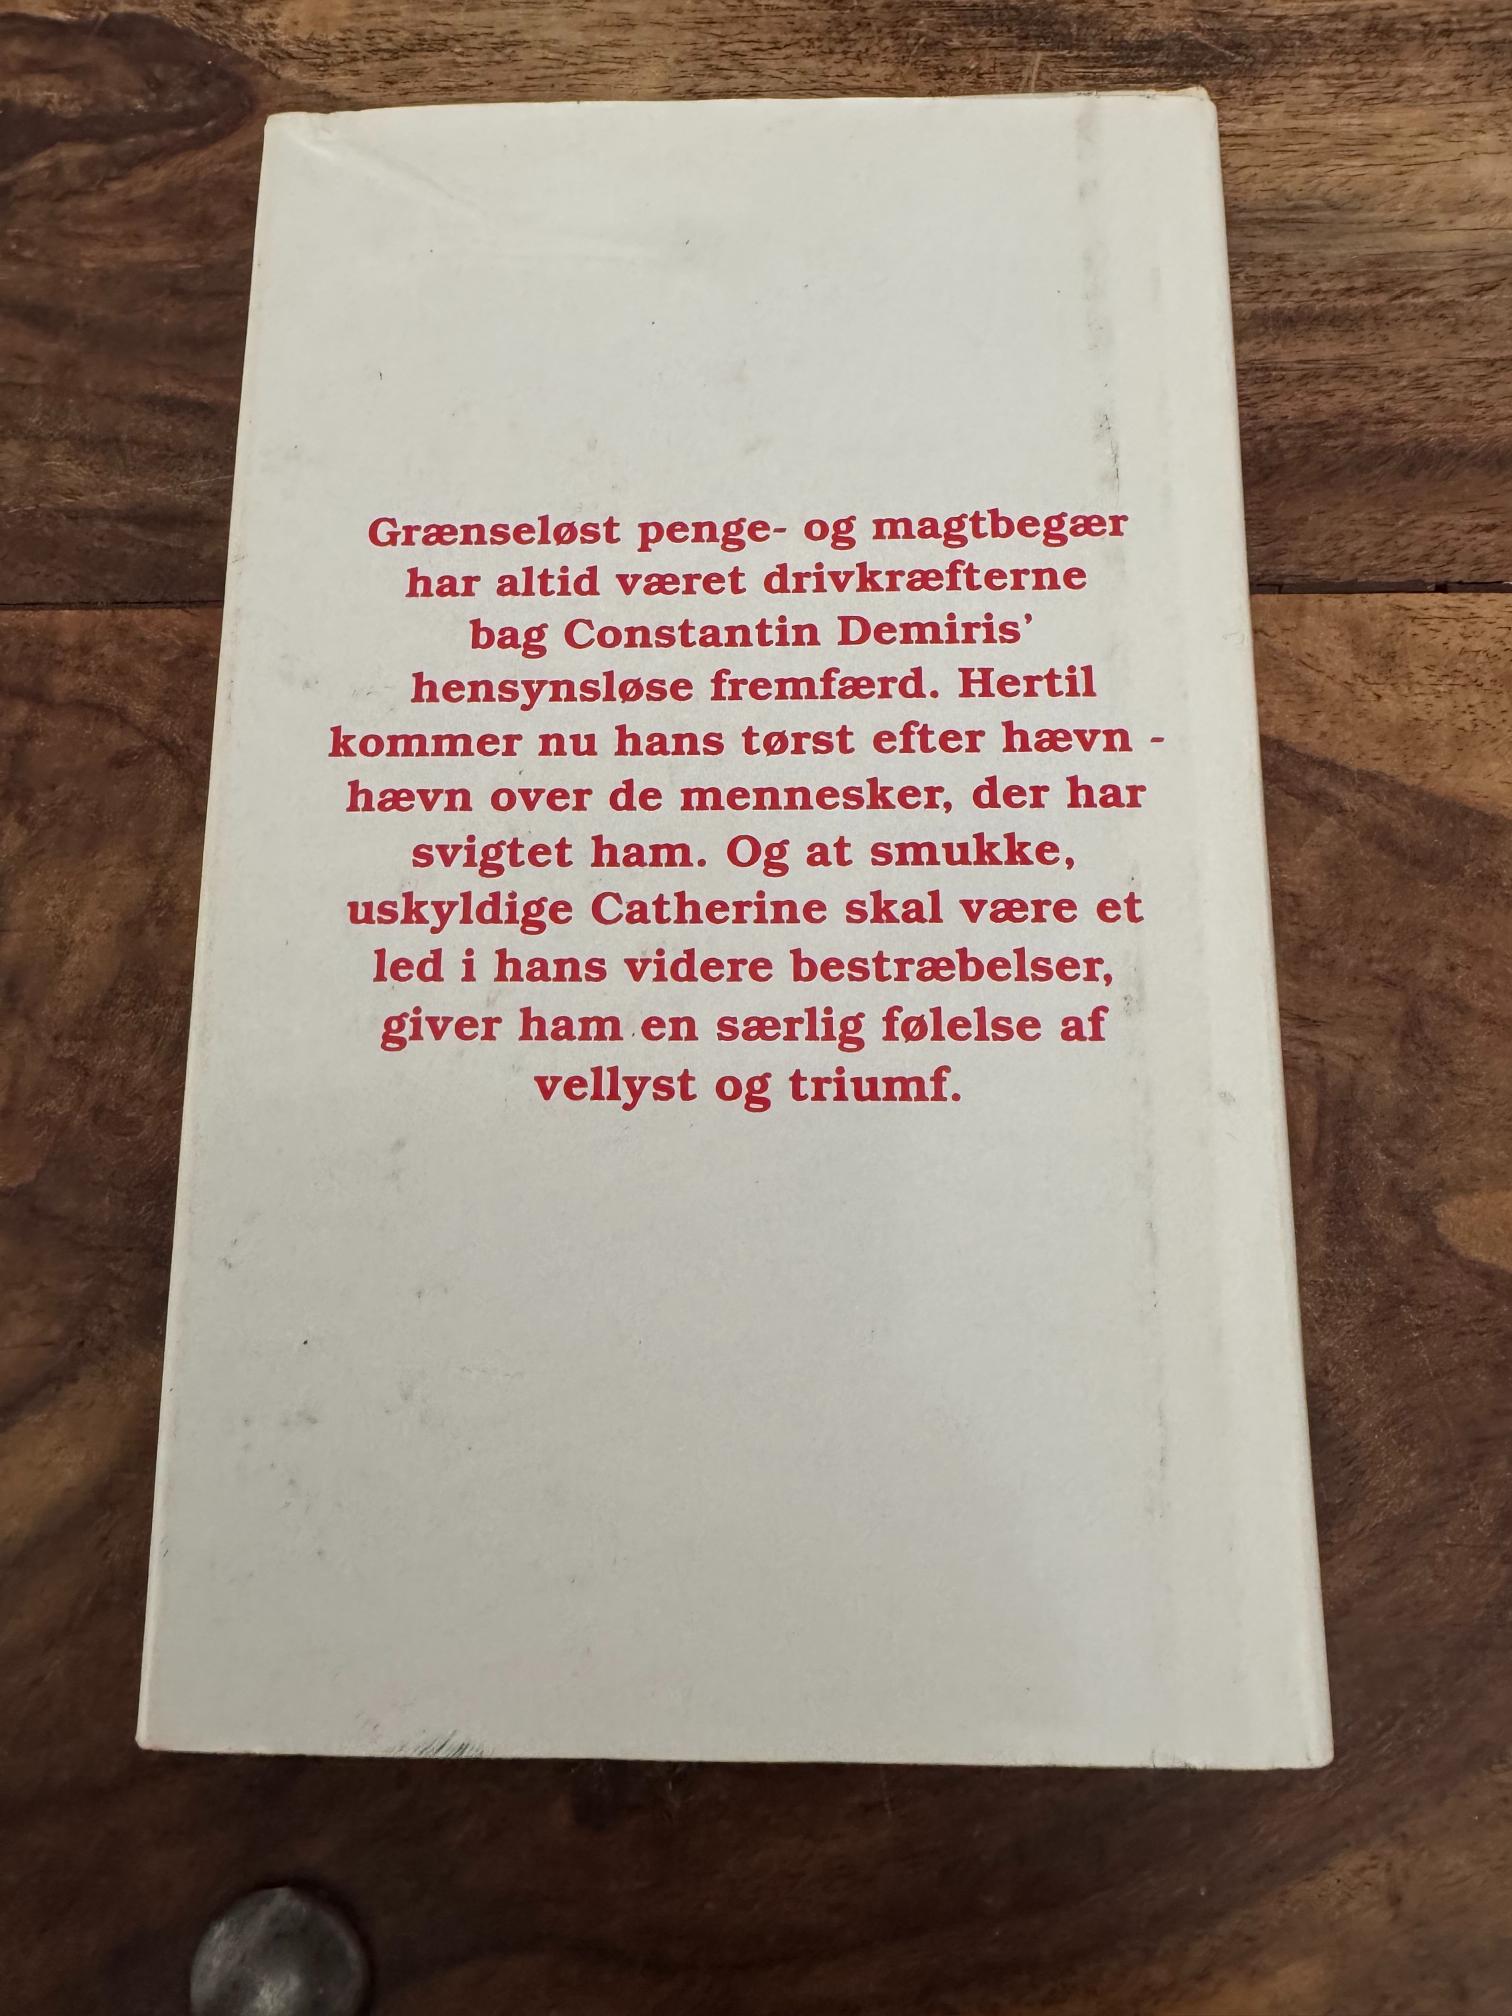 Grænseløst penge- og magtbegær
har altid været drivkræfterne
bag Constantin Demiris’
hensynsløse fremfærd. Hertil
kommer nu hans tørst efter hævn -
hævn over de mennesker, der har
svigtet ham. Og at smukke,
uskyldige Catherine skal være et
led i hans videre bestræbelser,
giver ham en særlig følelse af
vellyst og triumf.